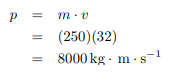 p = m · v
= (250)(32)
= 8000 kg · m · s⁻¹